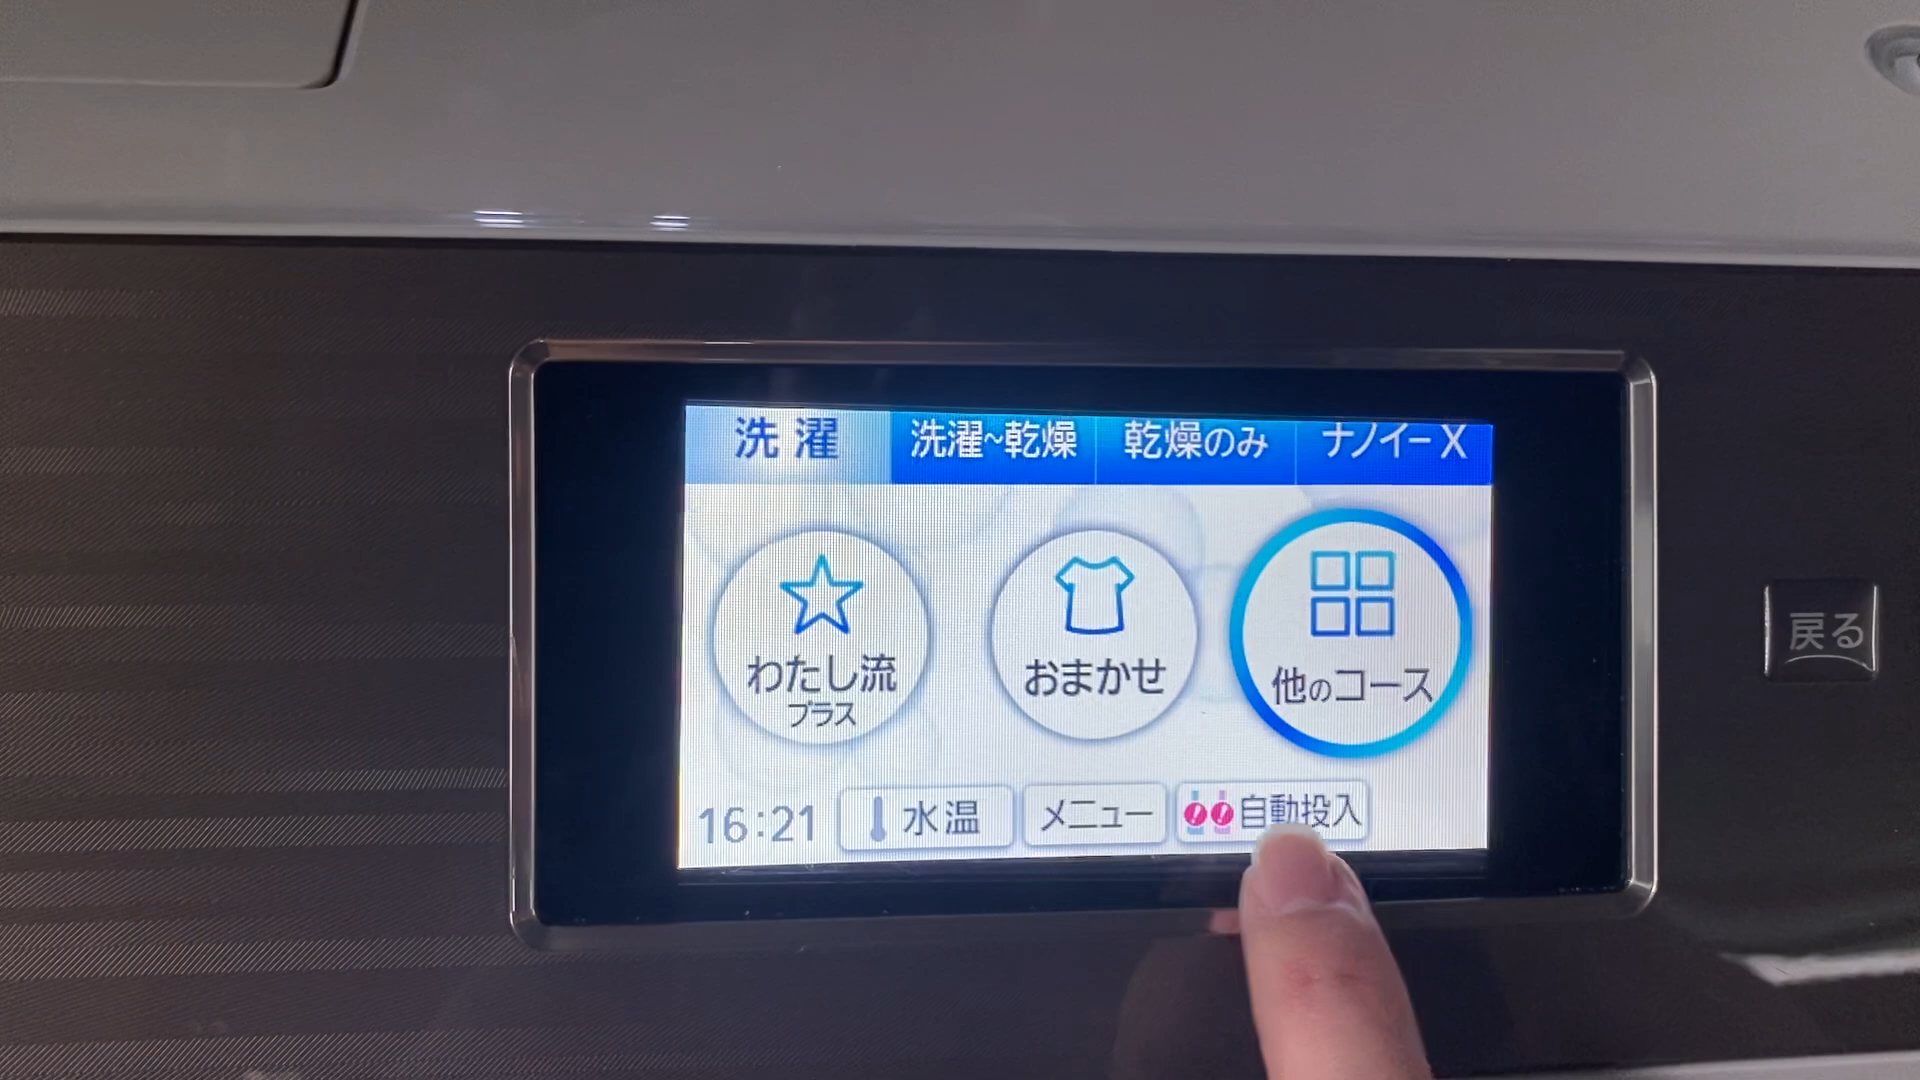 洗濯
洗濯~乾燥
乾燥のみ
ナノイーX
わたし流
プラス
おまかせ
他のコース
16:21
水温
メニュー
自動投入
戻る